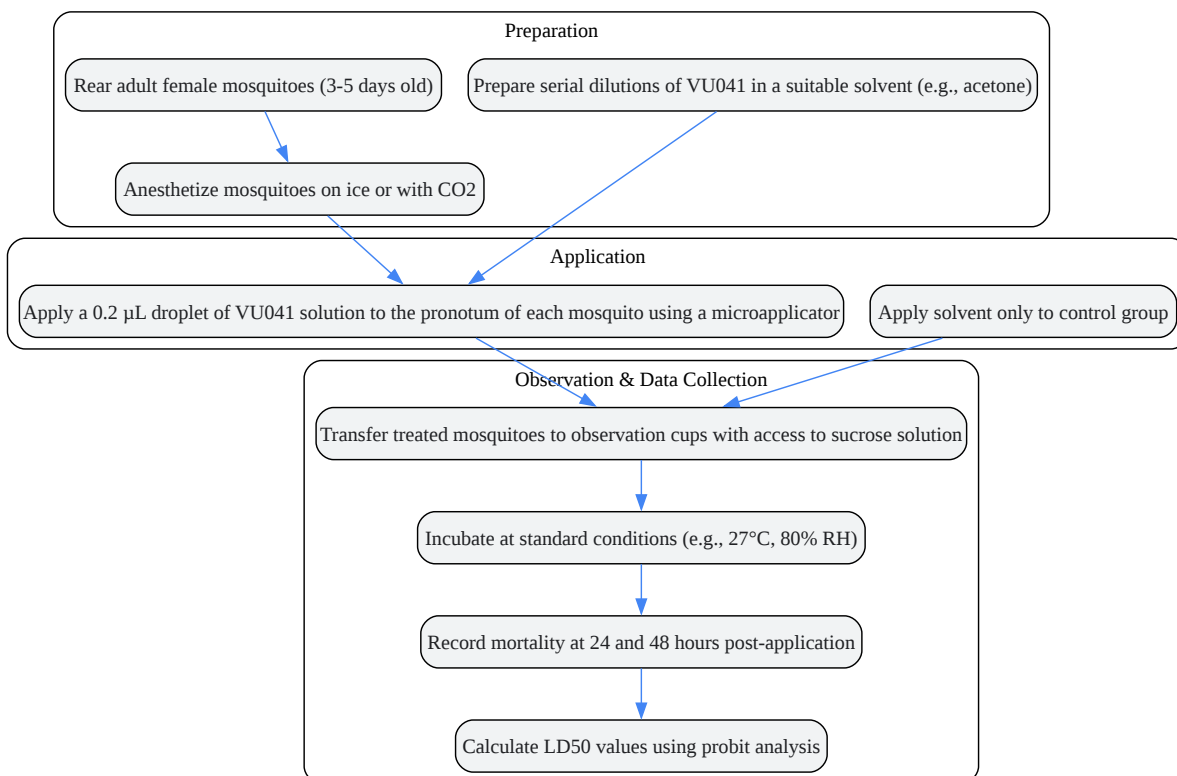 Preparation
Rear adult female mosquitoes (3-5 days old)
Prepare serial dilutions of VU041 in a suitable solvent (e.g., acetone)
Anesthetize mosquitoes on ice or with CO2
Application
Apply a 0.2 µL droplet of VU041 solution to the pronotum of each mosquito using a microapplicator
Apply solvent only to control group
Observation & Data Collection
Transfer treated mosquitoes to observation cups with access to sucrose solution
Incubate at standard conditions (e.g., 27°C, 80% RH)
Record mortality at 24 and 48 hours post-application
Calculate LD50 values using probit analysis